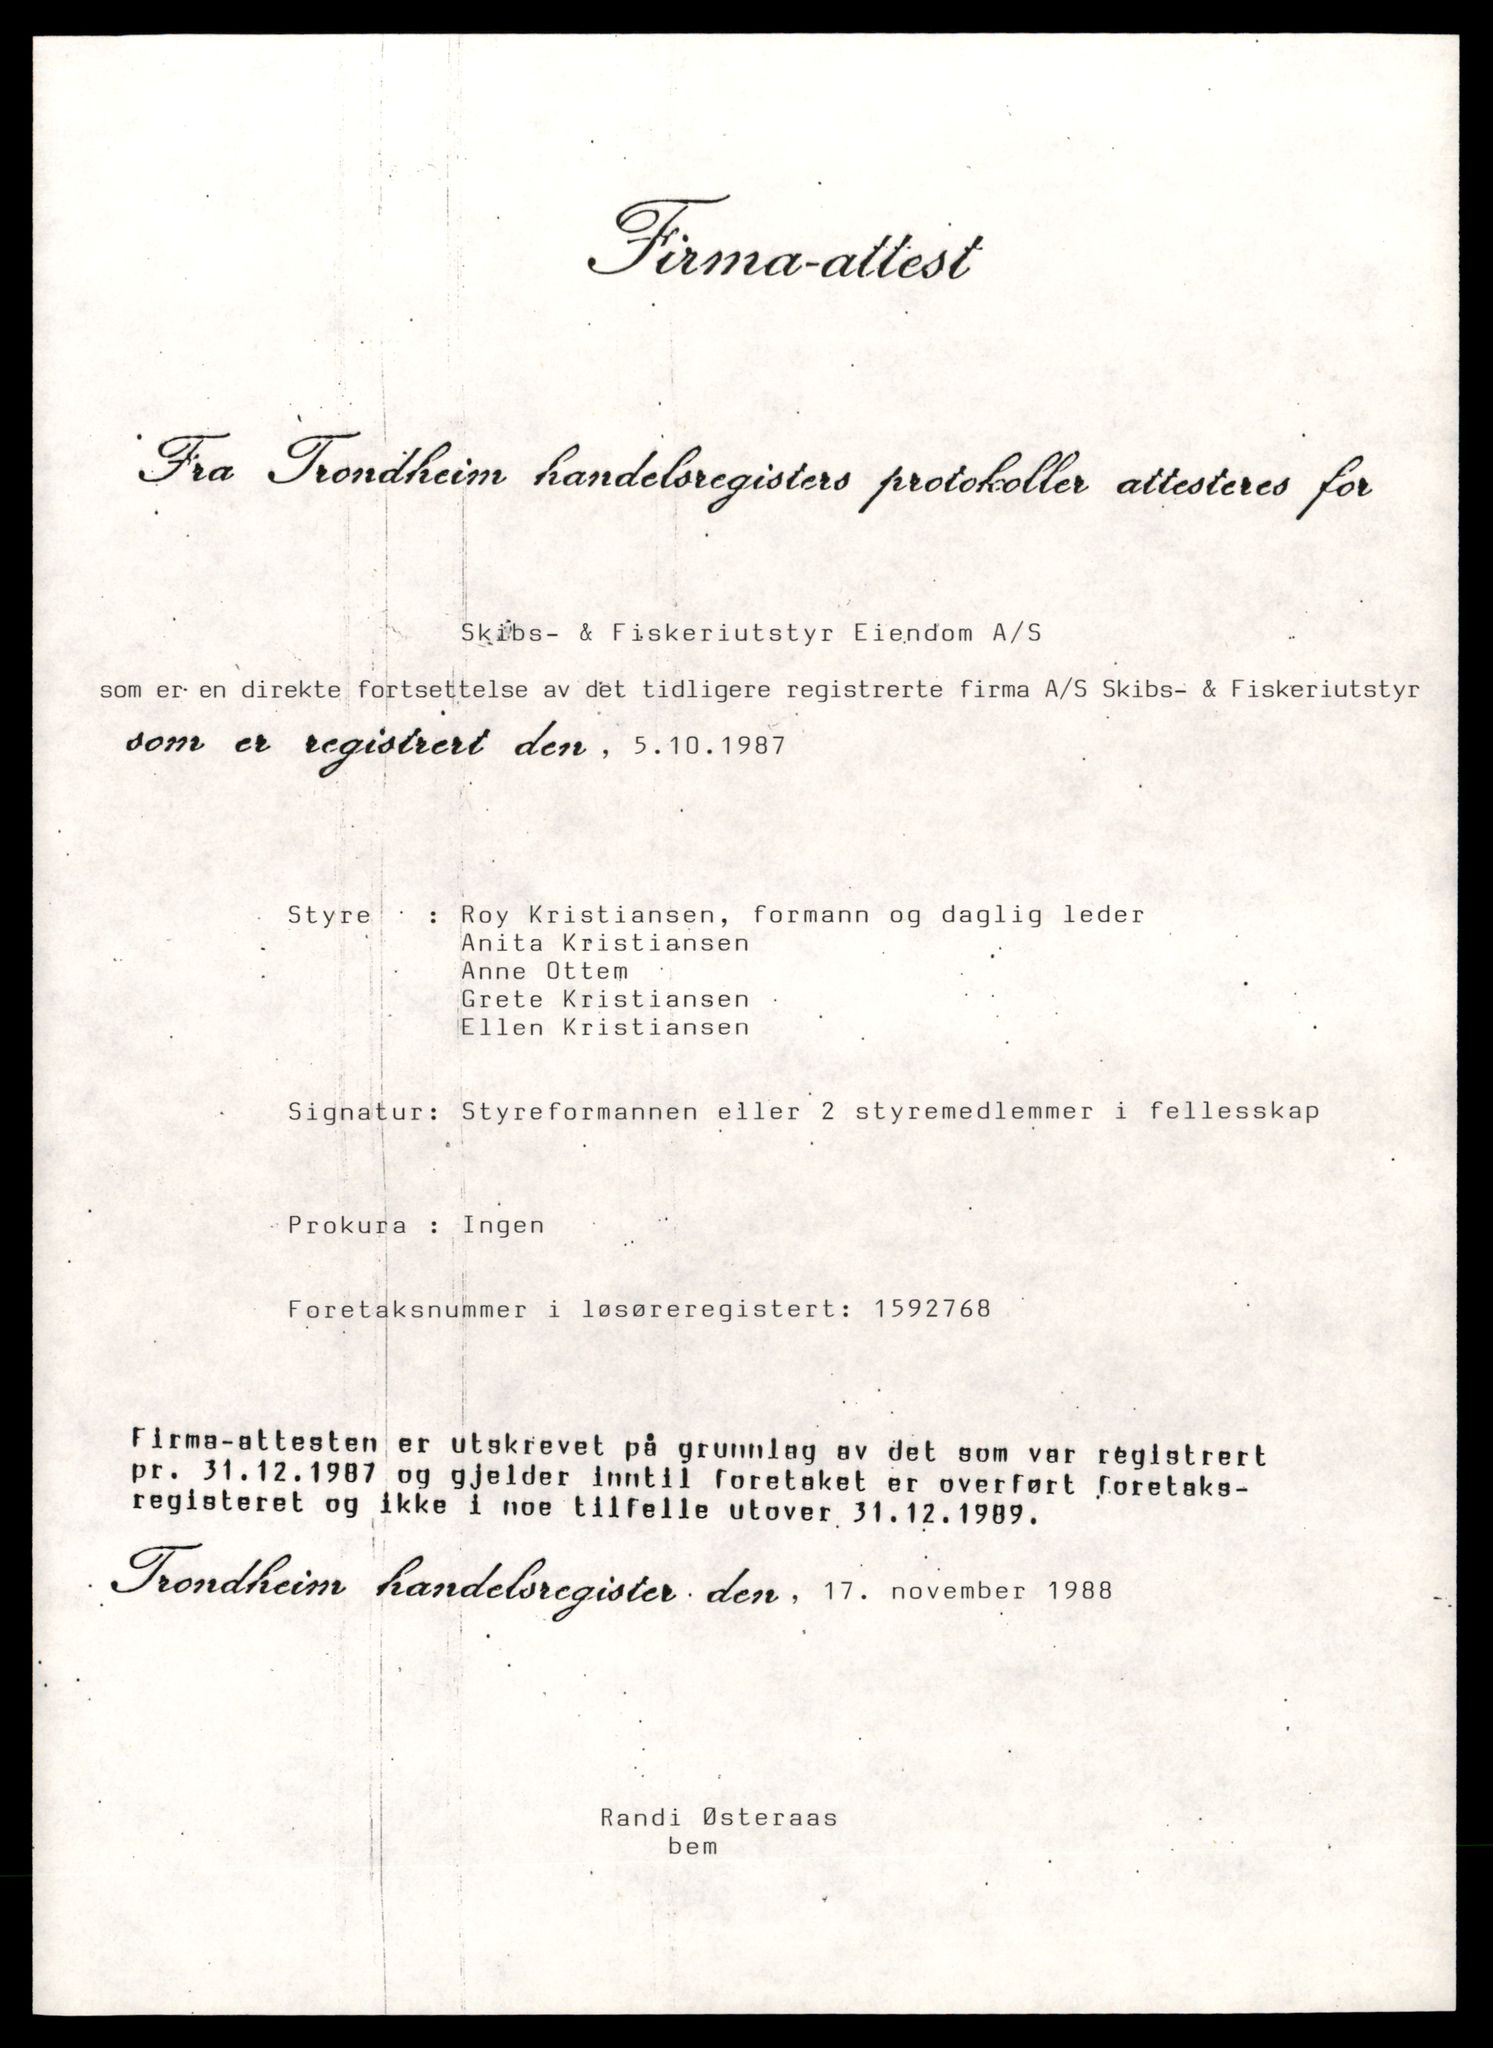 Firma-attest
Fra Trondheim handelsregisters protokoller attesteres for
Skibs- & Fiskeriutstyr Eiendom A/S
som er en direkte fortsettelse av det tidligere registrerte firma A/S Skibs- & Fiskeriutstyr
som er registrert den, 5.10.1987
Styre : Roy Kristiansen, formann og daglig leder
Anita Kristiansen
Anne Ottem
Grete Kristiansen
Ellen Kristiansen
Signatur: Styreformannen eller 2 styremedlemmer i fellesskap
Prokura : Ingen
Foretaksnummer i løsøreregistert: 1592768
Firma-attesten er utskrevet på grunnlag av det som var registrert
pr. 31.12.1987 og gjelder inntil foretaket er overført foretaks-
registeret og ikke i noe tilfelle utover 31.12.1989.
Trondheim handelsregister den, 17. november 1988
Randi Østeraas
bem